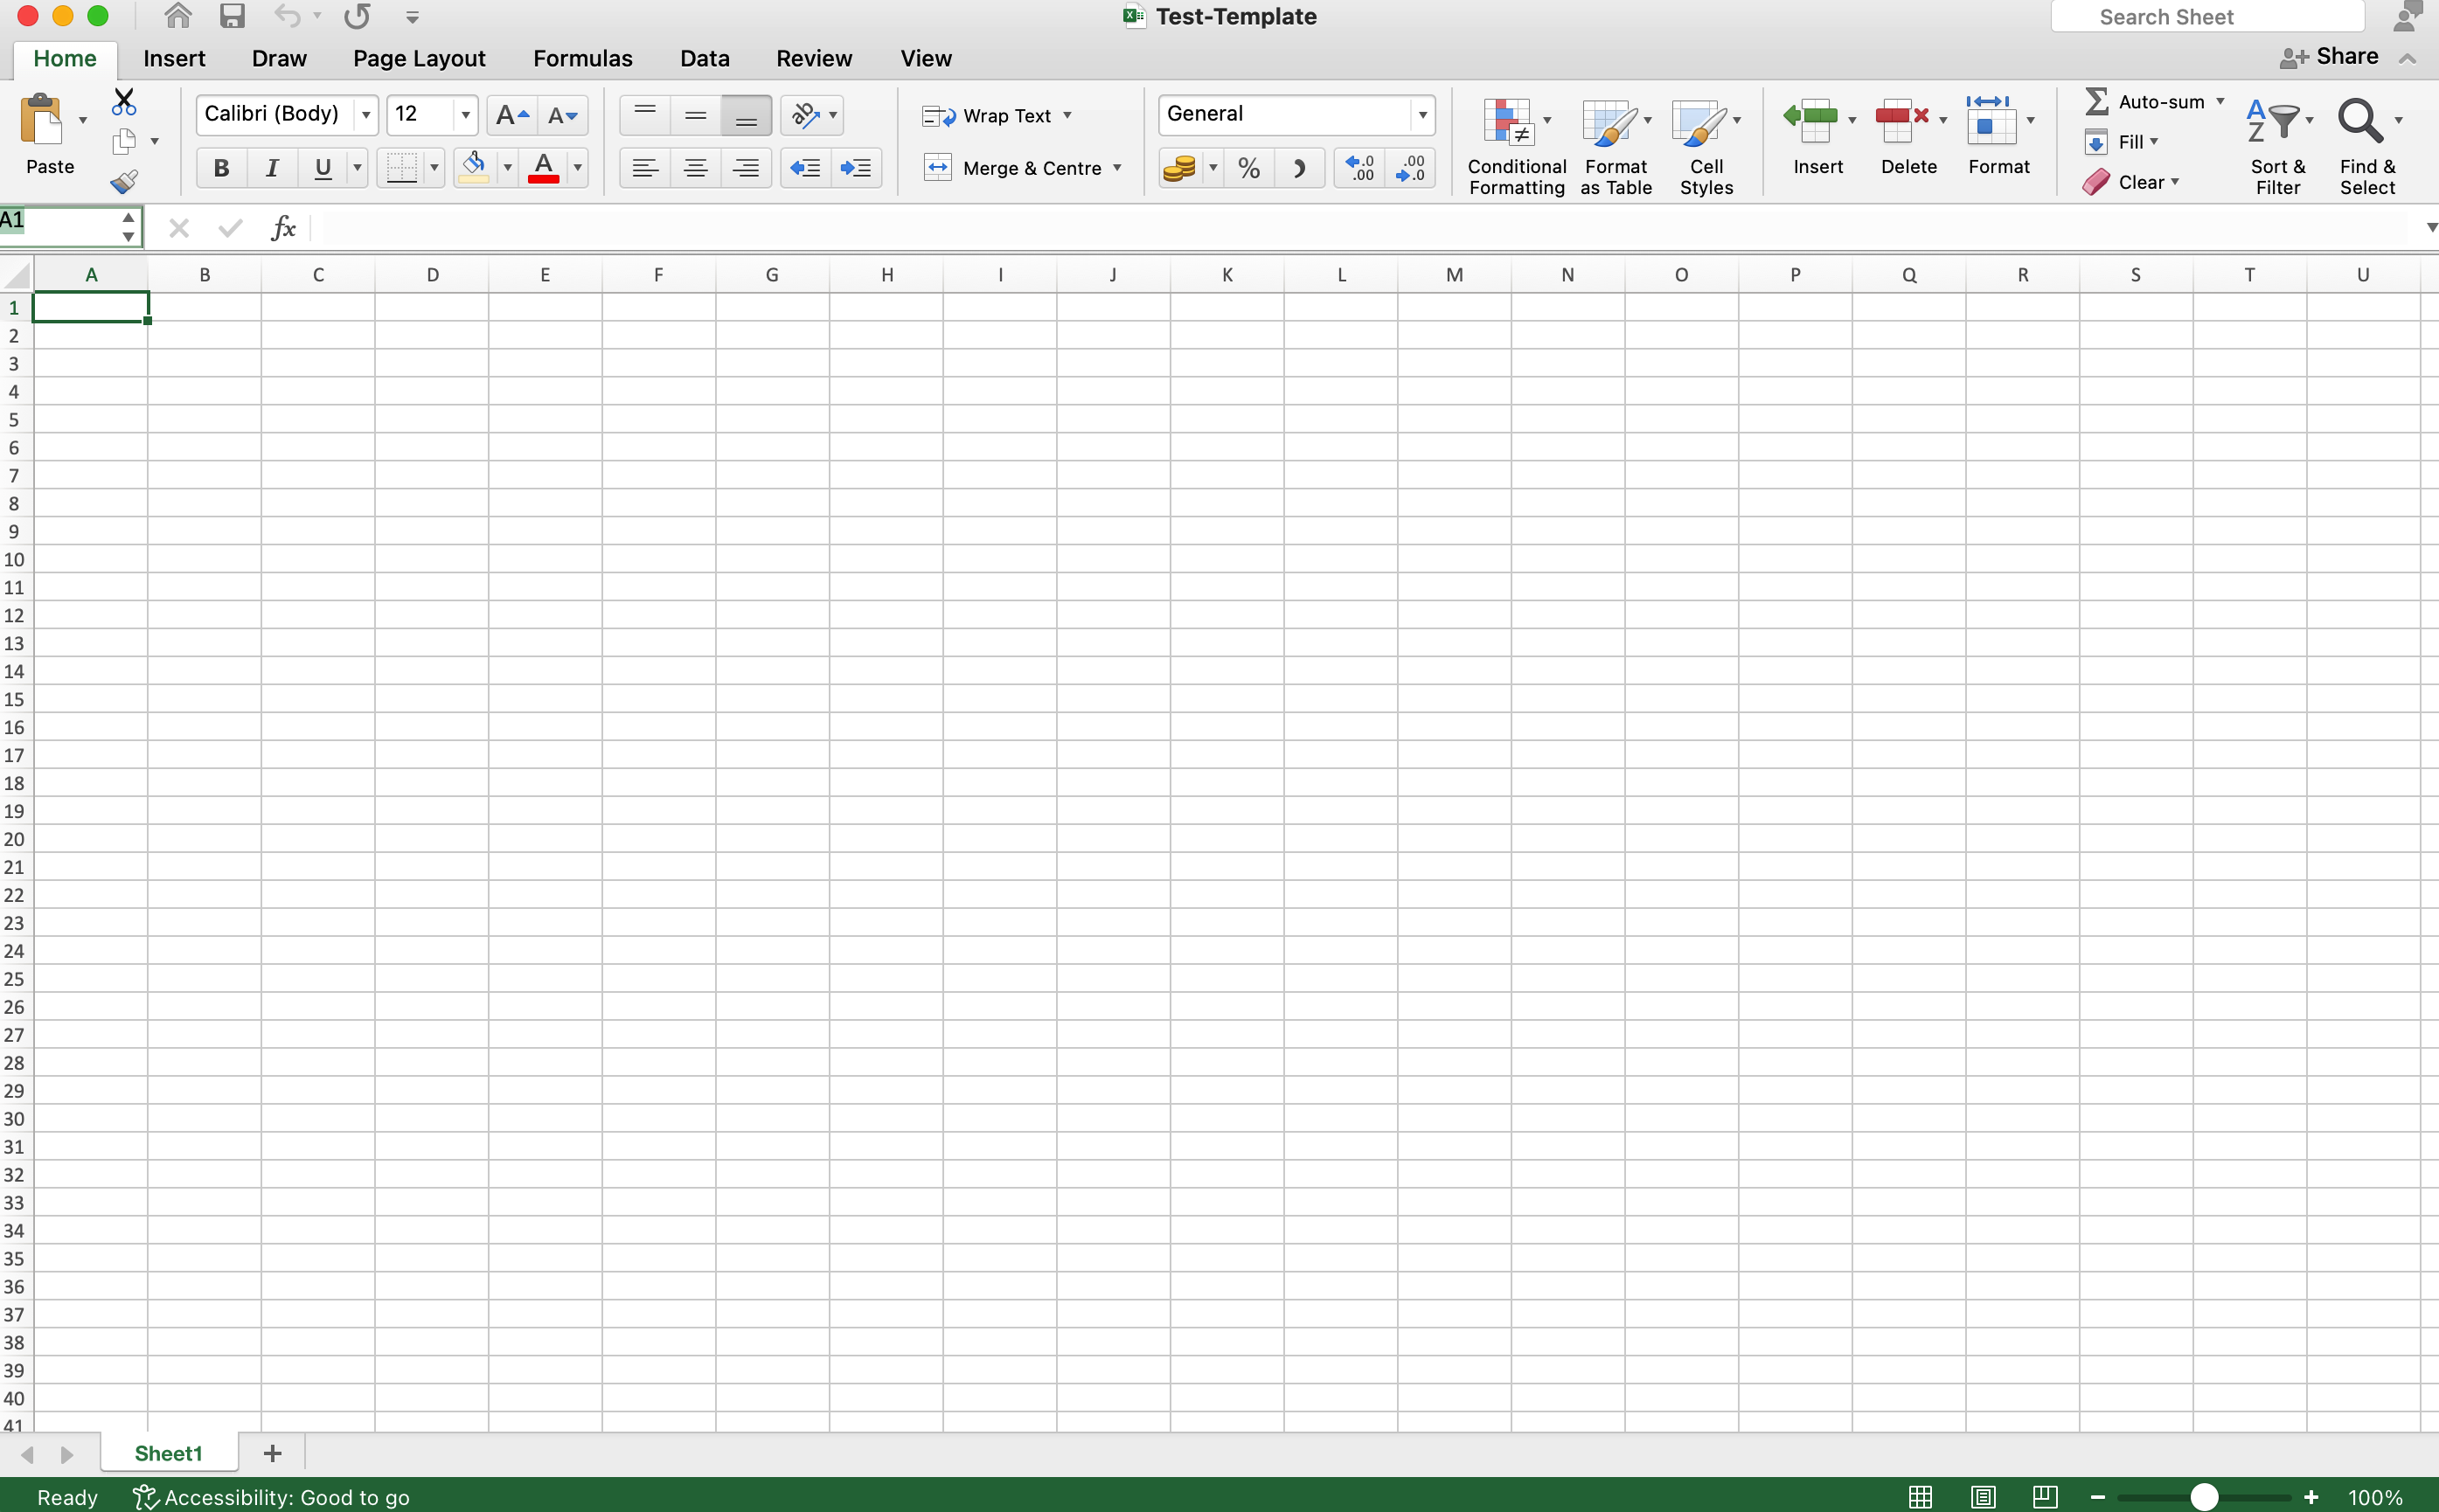 Test-Template
Search Sheet
Home Insert Draw Page Layout Formulas Data Review View
Share
Paste
Calibri (Body) 12
B I U
Wrap Text
Merge & Centre
General
Conditional Formatting
Format as Table
Cell Styles
Insert
Delete
Format
Auto-sum
Fill
Clear
Sort & Filter
Find & Select
A1
fx
A B C D E F G H I J K L M N O P Q R S T U
1
2
3
4
5
6
7
8
9
10
11
12
13
14
15
16
17
18
19
20
21
22
23
24
25
26
27
28
29
30
31
32
33
34
35
36
37
38
39
40
41
Sheet1 +
Ready Accessibility: Good to go
100%